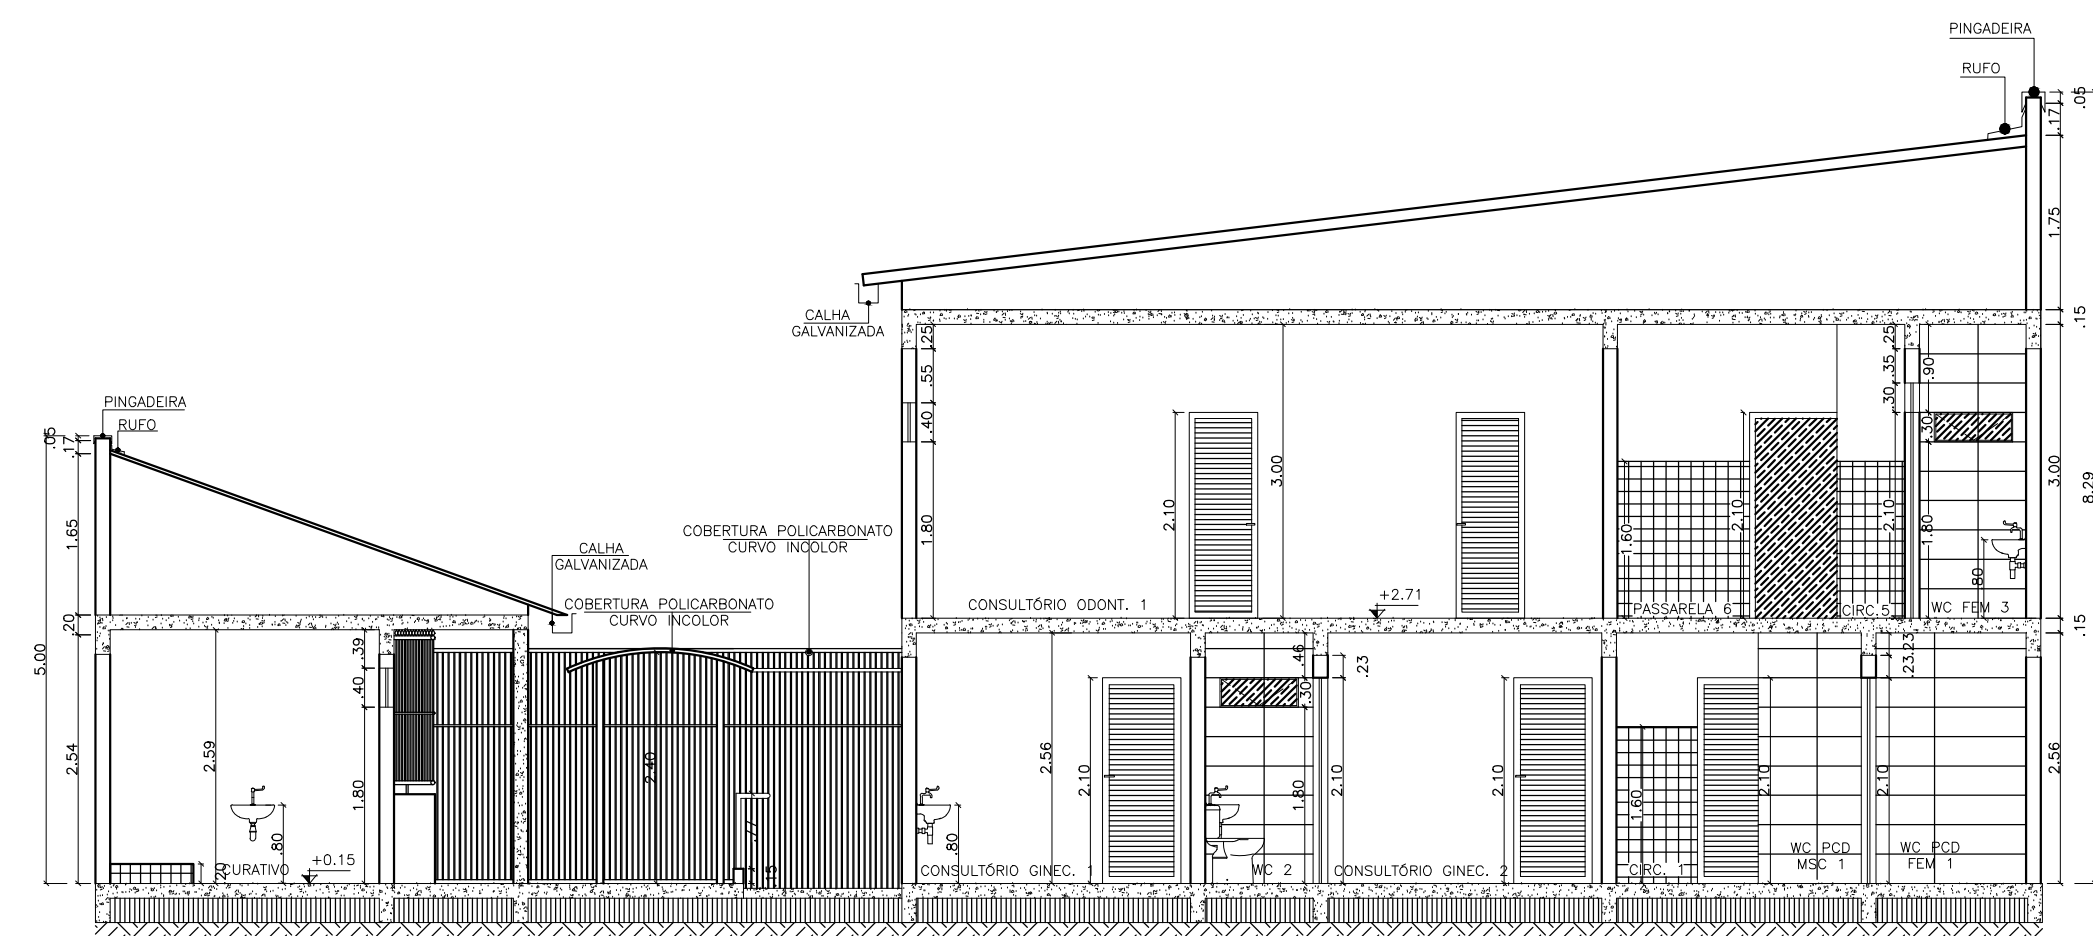 PINGADEIRA
RUFO
.05
.17
1.75
.15
CALHA
GALVANIZADA
.25
.55
.40
1.80
3.00
2.10
CONSULTÓRIO ODONT. 1
+2.71
1.60
2.10
PASSARELA 6
CIRC.5
2.10
.25
.35
.30
.90
.30
1.80
.80
WC FEM 3
3.00
8.29
.15
PINGADEIRA
RUFO
.05
.17
1.65
.20
5.00
2.54
2.59
.39
.40
1.80
.80
.20
CURATIVO
+0.15
CALHA
GALVANIZADA
COBERTURA POLICARBONATO
CURVO INCOLOR
COBERTURA POLICARBONATO
CURVO INCOLOR
2.40
.77
.15
.80
2.56
2.10
CONSULTÓRIO GINEC. 1
.46
.30
1.80
WC 2
.23
2.10
CONSULTÓRIO GINEC. 2
2.10
1.60
CIRC. 1
2.10
WC PCD
MSC 1
.23
.23
2.10
WC PCD
FEM 1
2.56